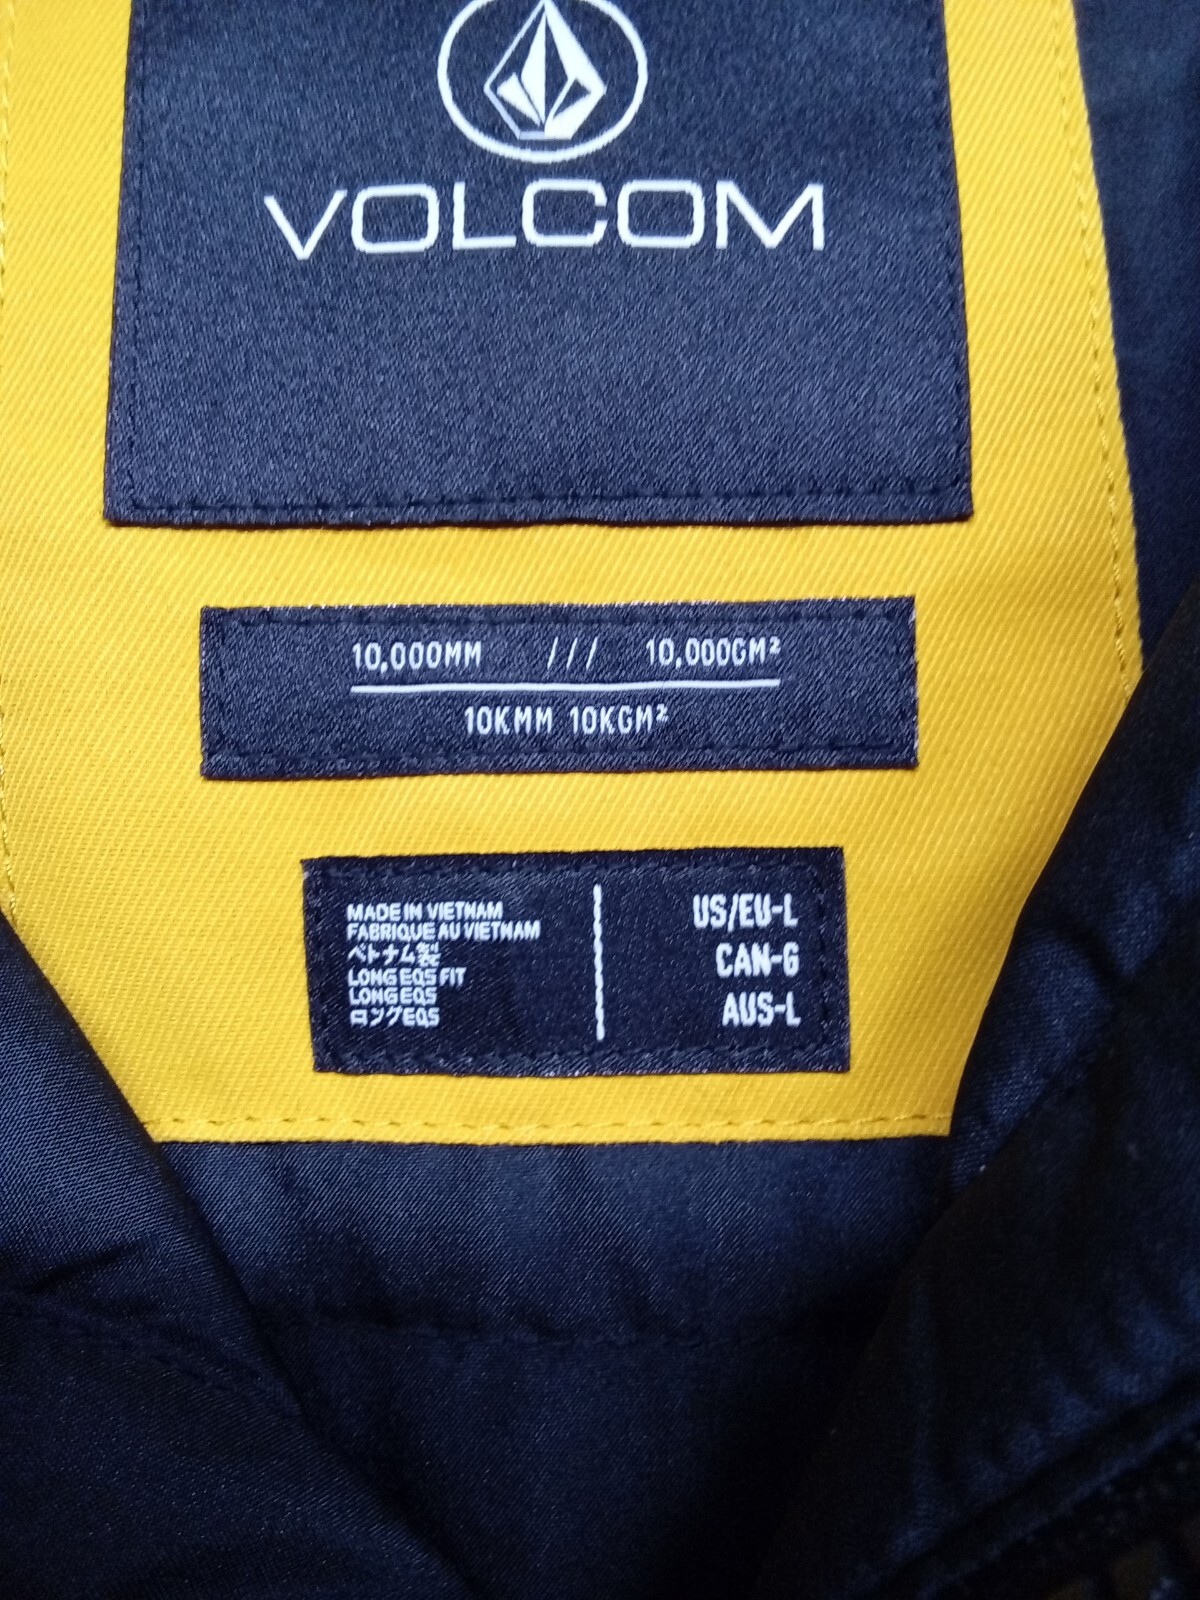 VOLCOM
10,000MM /// 10,000GM²
10KMM 10KGM²
MADE IN VIETNAM
FABRIQUE AU VIETNAM
ベトナム製
LONG EQS FIT
LONG EQS
ロングEQS
US/EU-L
CAN-G
AUS-L